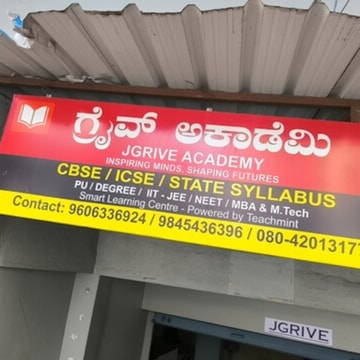 ಗ್ರೈವ್ ಅಕಾಡೆಮಿ
JGRIVE ACADEMY
INSPIRING MINDS, SHAPING FUTURES
CBSE / ICSE / STATE SYLLABUS
PU / DEGREE / IIT - JEE / NEET / MBA & M.Tech
Smart Learning Centre - Powered by Teachmint
Contact: 9606336924 / 9845436396 / 080-4201317
JGRIVE